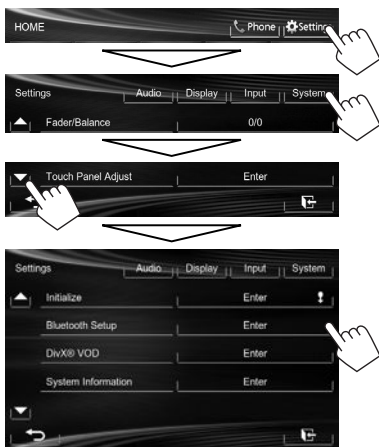 HOME Phone Settings
Settings Audio Display Input System
Fader/Balance 0/0
Touch Panel Adjust Enter
Settings Audio Display Input System
Initialize Enter
Bluetooth Setup Enter
DivX® VOD Enter
System Information Enter